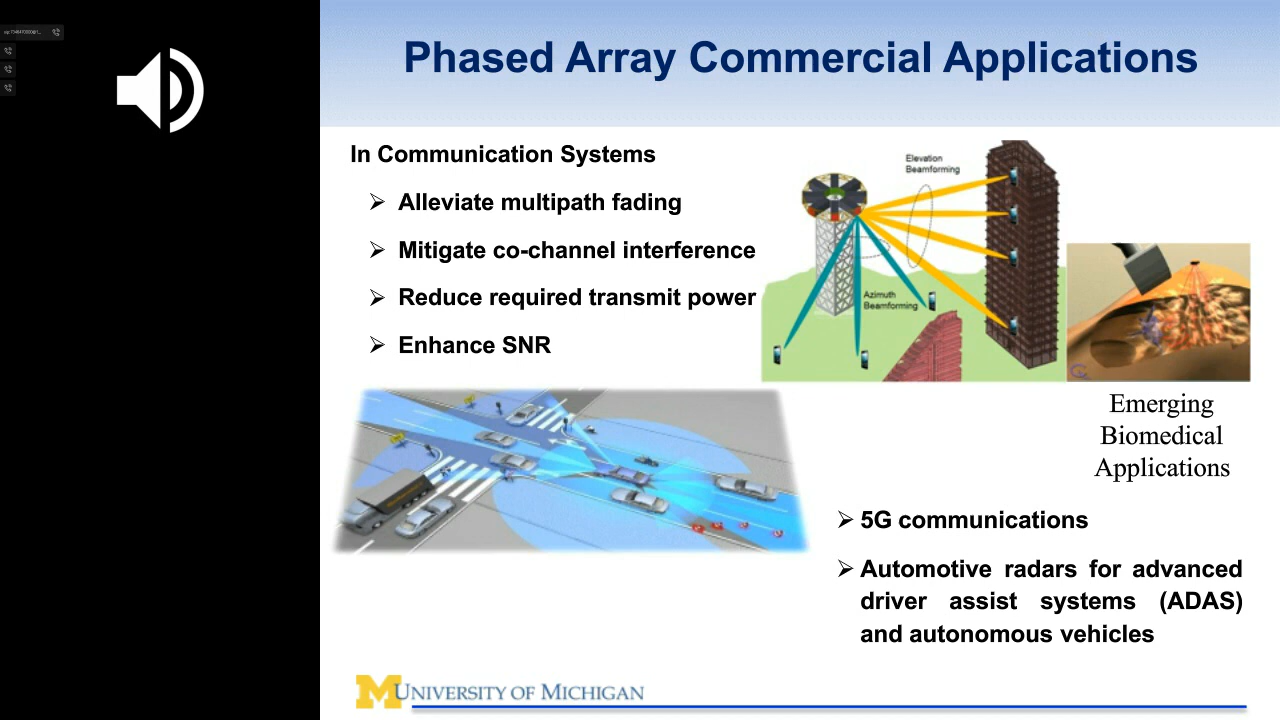 Phased Array Commercial Applications
In Communication Systems
➢ Alleviate multipath fading
➢ Mitigate co-channel interference
➢ Reduce required transmit power
➢ Enhance SNR
Elevation
Beamforming
Azimuth
Beamforming
Emerging
Biomedical
Applications
➢ 5G communications
➢ Automotive radars for advanced
driver assist systems (ADAS)
and autonomous vehicles
M UNIVERSITY OF MICHIGAN